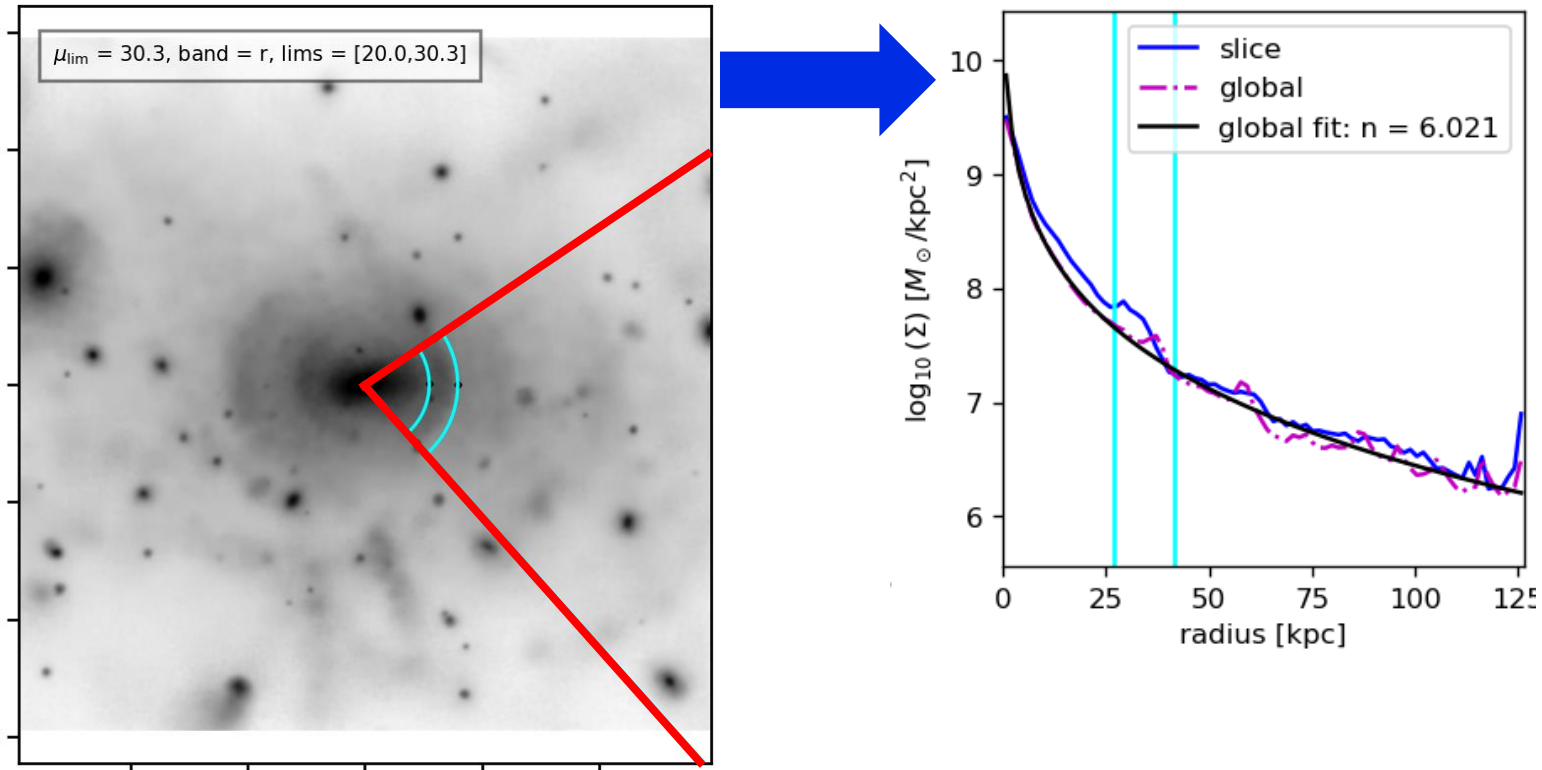 μlim = 30.3, band = r, lims = [20.0,30.3]
slice
global
global fit: n = 6.021
10
9
8
7
6
log10(Σ) [M⊙/kpc²]
0 25 50 75 100 125
radius [kpc]